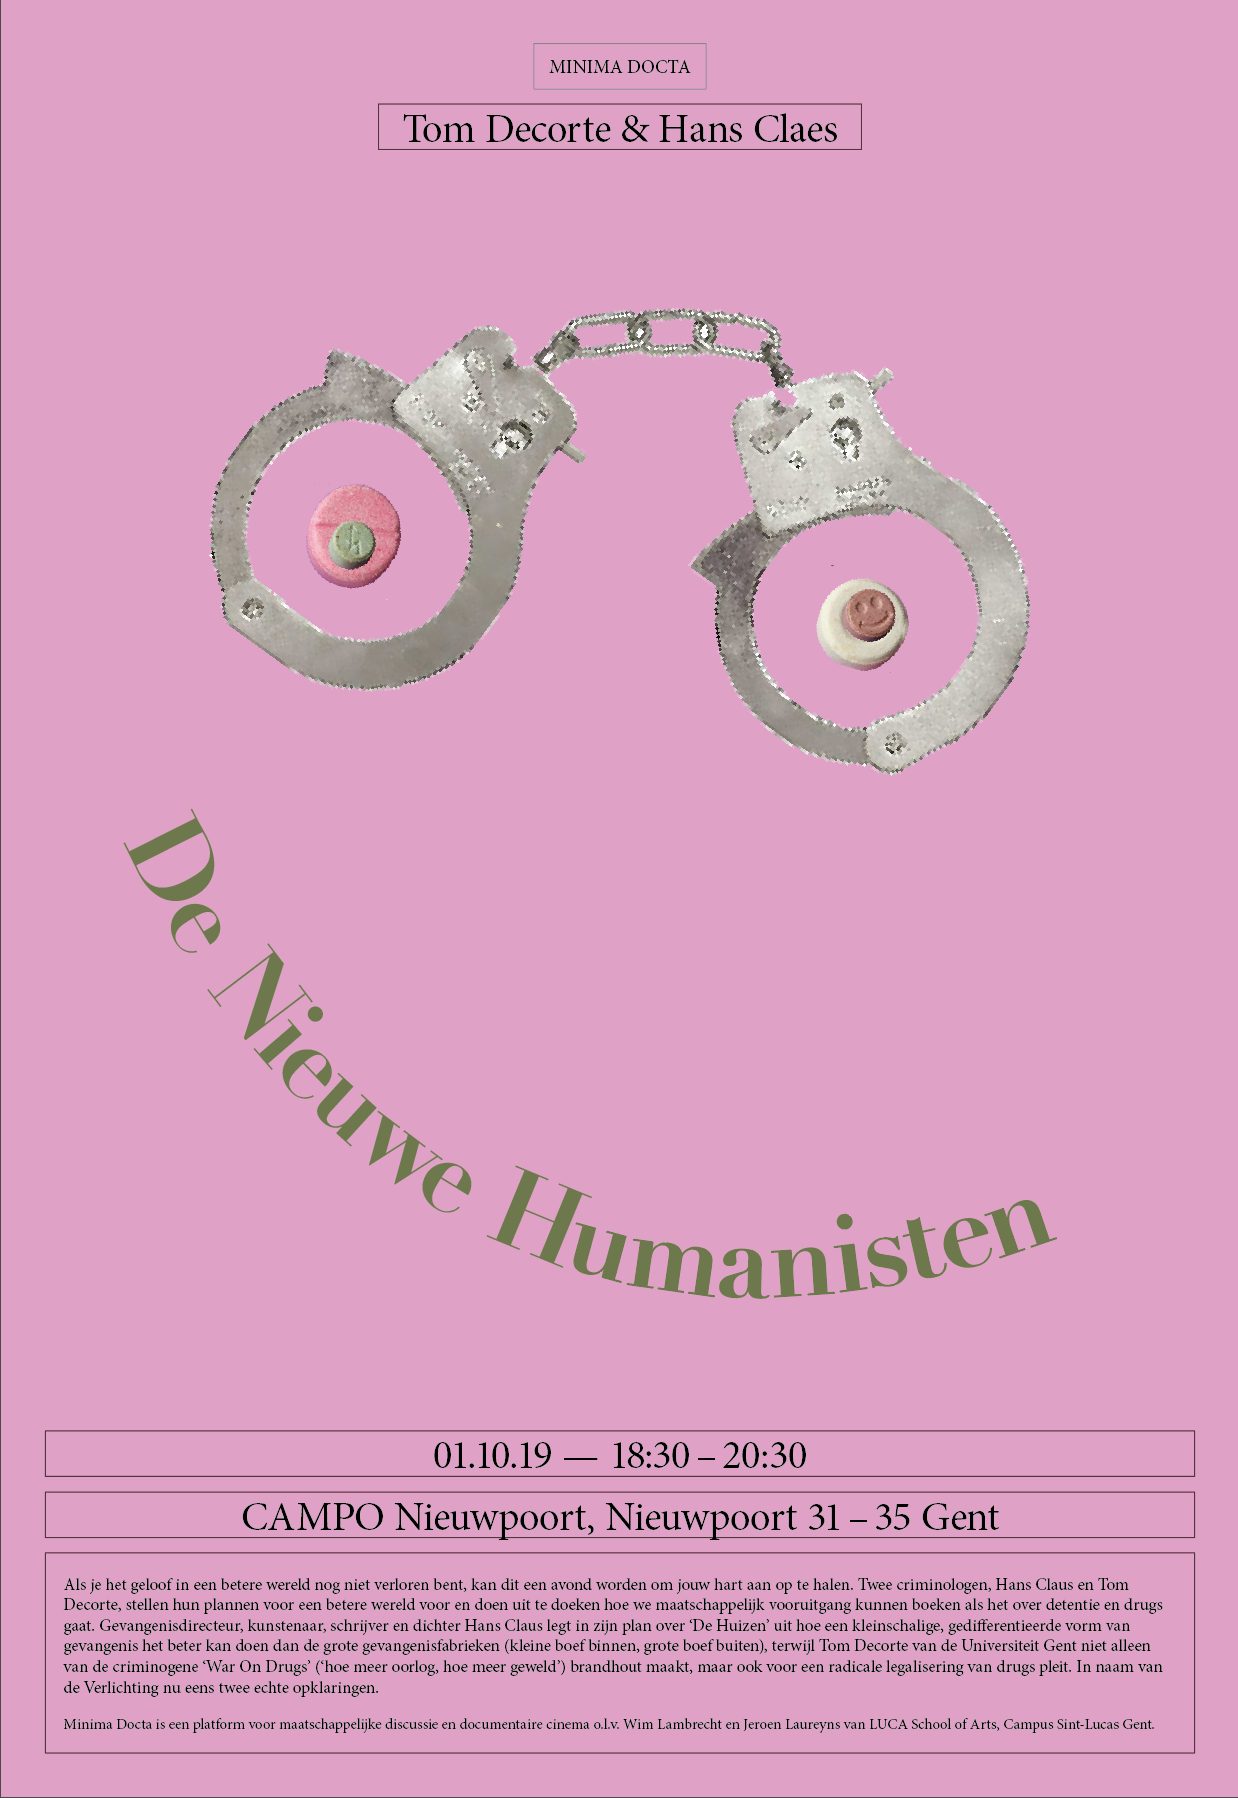 MINIMA DOCTA
Tom Decorte & Hans Claes
De Nieuwe Humanisten
01.10.19 — 18:30 – 20:30
CAMPO Nieuwpoort, Nieuwpoort 31 – 35 Gent
Als je het geloof in een betere wereld nog niet verloren bent, kan dit een avond worden om jouw hart aan op te halen. Twee criminologen, Hans Claus en Tom
Decorte, stellen hun plannen voor een betere wereld voor en doen uit te doeken hoe we maatschappelijk vooruitgang kunnen boeken als het over detentie en drugs
gaat. Gevangenisdirecteur, kunstenaar, schrijver en dichter Hans Claus legt in zijn plan over ‘De Huizen’ uit hoe een kleinschalige, gedifferentieerde vorm van
gevangenis het beter kan doen dan de grote gevangenisfabrieken (kleine boef binnen, grote boef buiten), terwijl Tom Decorte van de Universiteit Gent niet alleen
van de criminogene ‘War On Drugs’ (‘hoe meer oorlog, hoe meer geweld’) brandhout maakt, maar ook voor een radicale legalisering van drugs pleit. In naam van
de Verlichting nu eens twee echte opklaringen.
Minima Docta is een platform voor maatschappelijke discussie en documentaire cinema o.l.v. Wim Lambrecht en Jeroen Laureyns van LUCA School of Arts, Campus Sint-Lucas Gent.